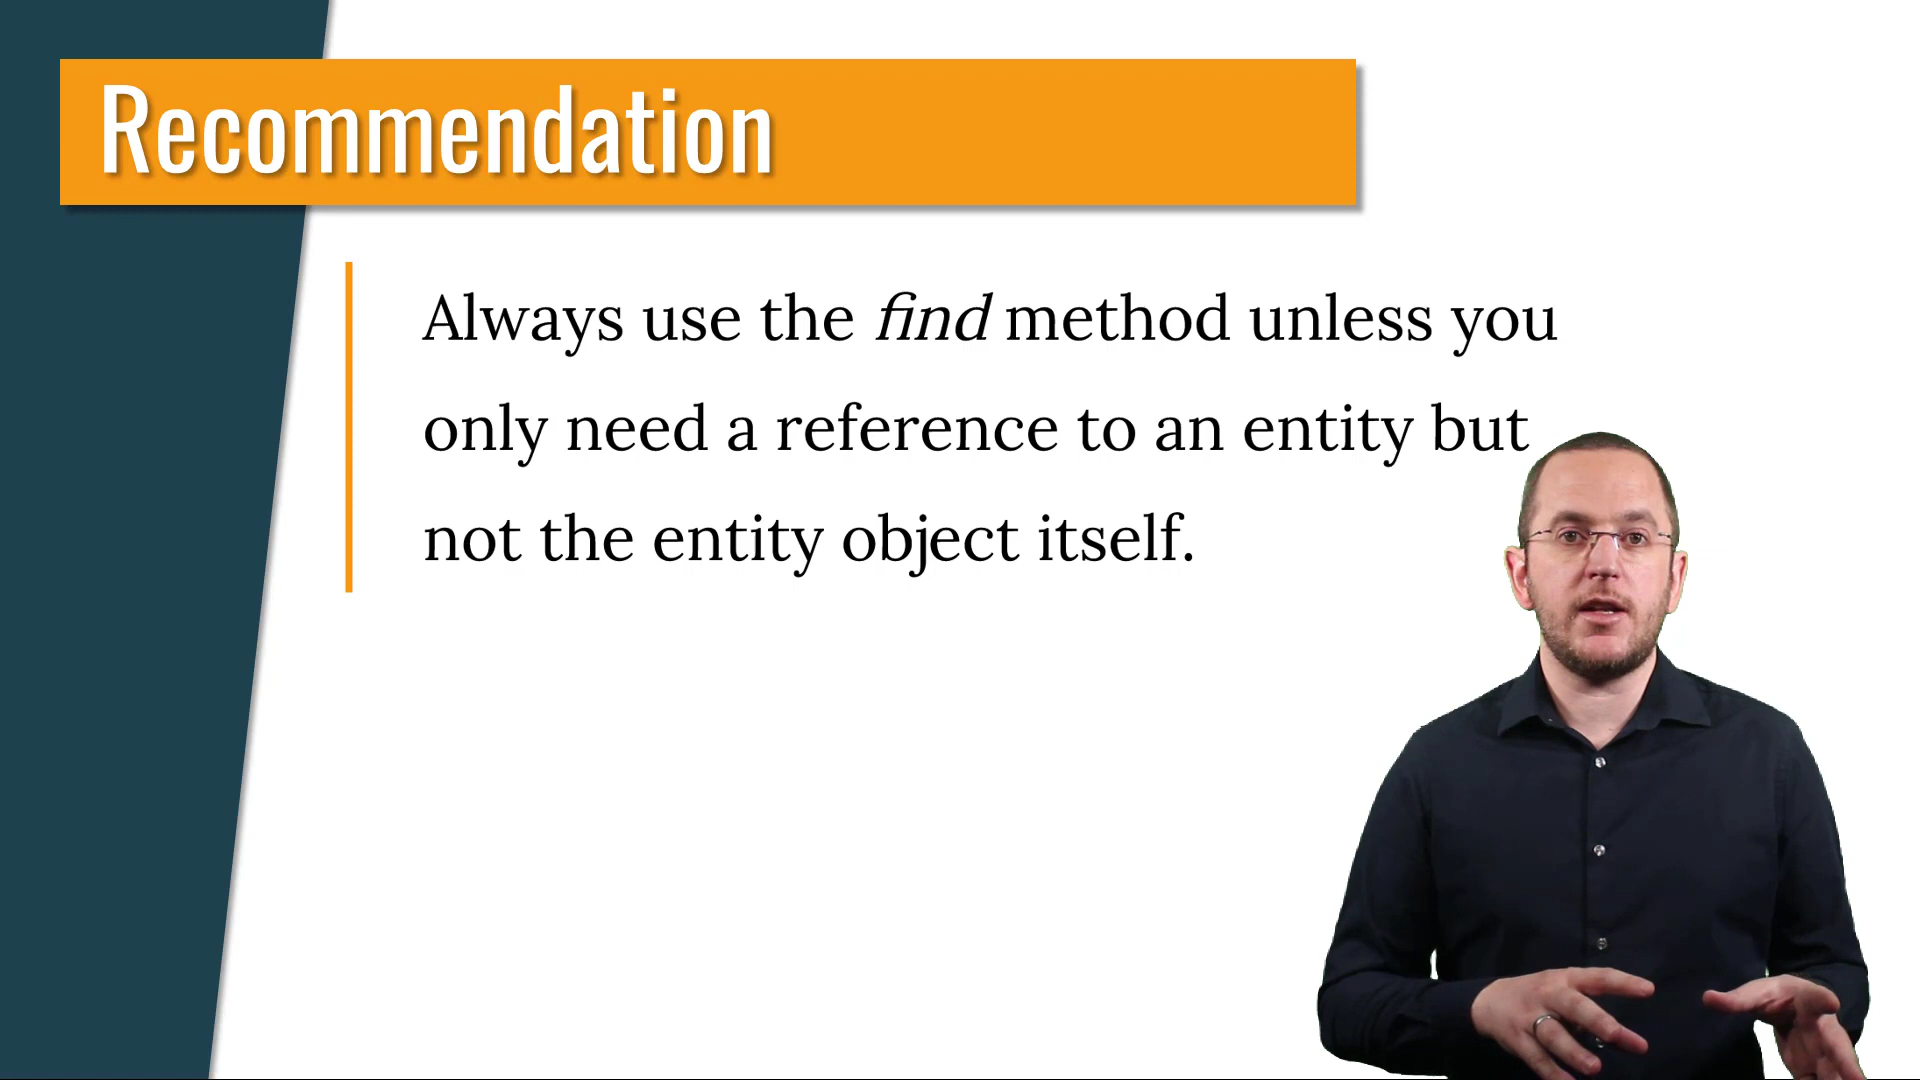 Recommendation
Always use the find method unless you
only need a reference to an entity but
not the entity object itself.